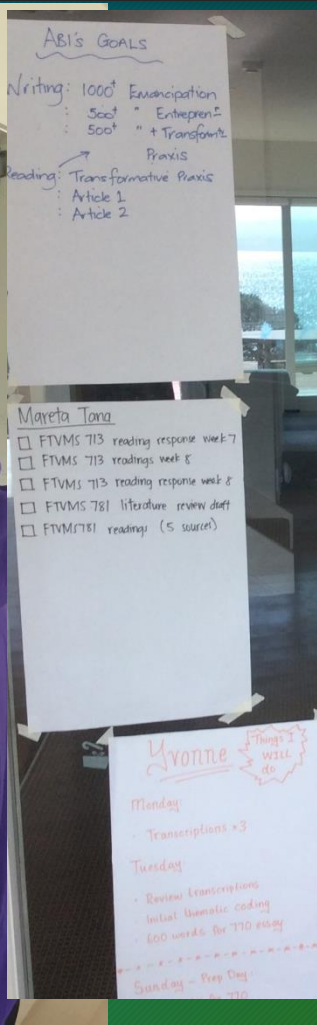 ABI'S GOALS
Writing: 1000+ Emancipation
: 500+ " Entrepren
: 500+ " + Transform
Praxis
Reading: Transformative Praxis
: Article 1
: Article 2
Mareta Tana
FTVMS 713 reading response week 7
FTVMS 713 readings week 8
FTVMS 713 reading response week 8
FTVMS 781 literature review draft
FTVMS 781 readings (5 sources)
Yvonne
Things I
WILL
do
Monday:
· Transcriptions *3
Tuesday:
· Review transcriptions
· Initial thematic coding
· 600 words for 770 essay
Sunday - Prep Day:
for 770